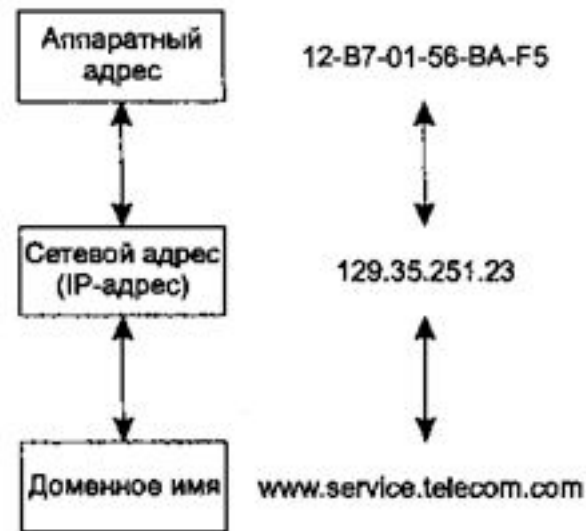 Аппаратный
адрес
12-B7-01-56-BA-F5
Сетевой адрес
(IP-адрес)
129.35.251.23
Доменное имя
www.service.telecom.com